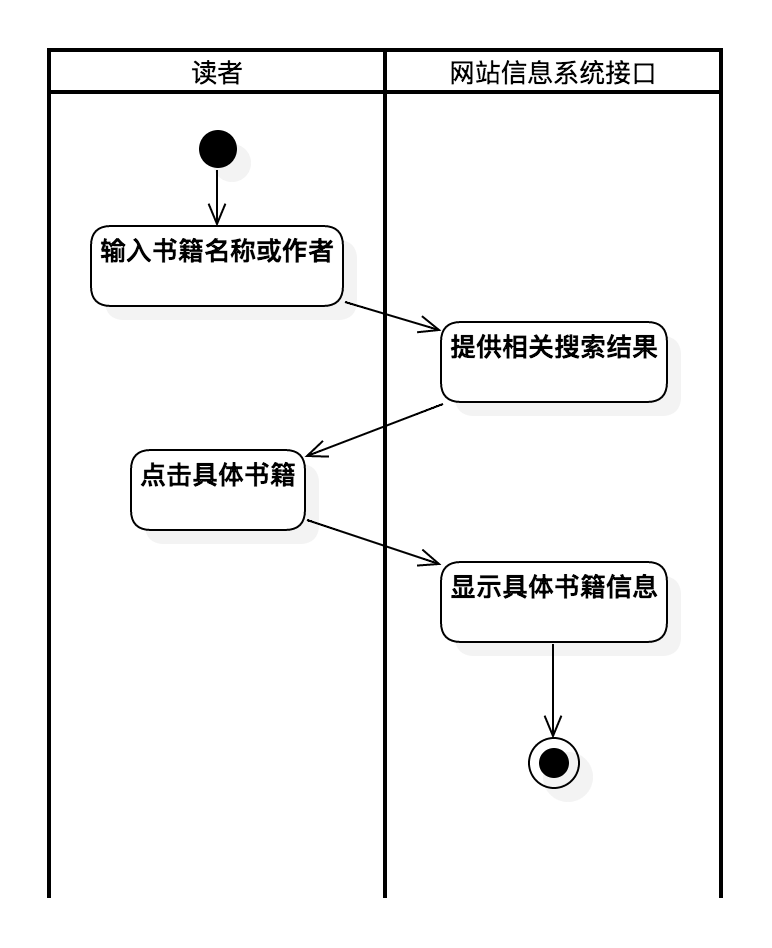 读者
网站信息系统接口
输入书籍名称或作者
提供相关搜索结果
点击具体书籍
显示具体书籍信息